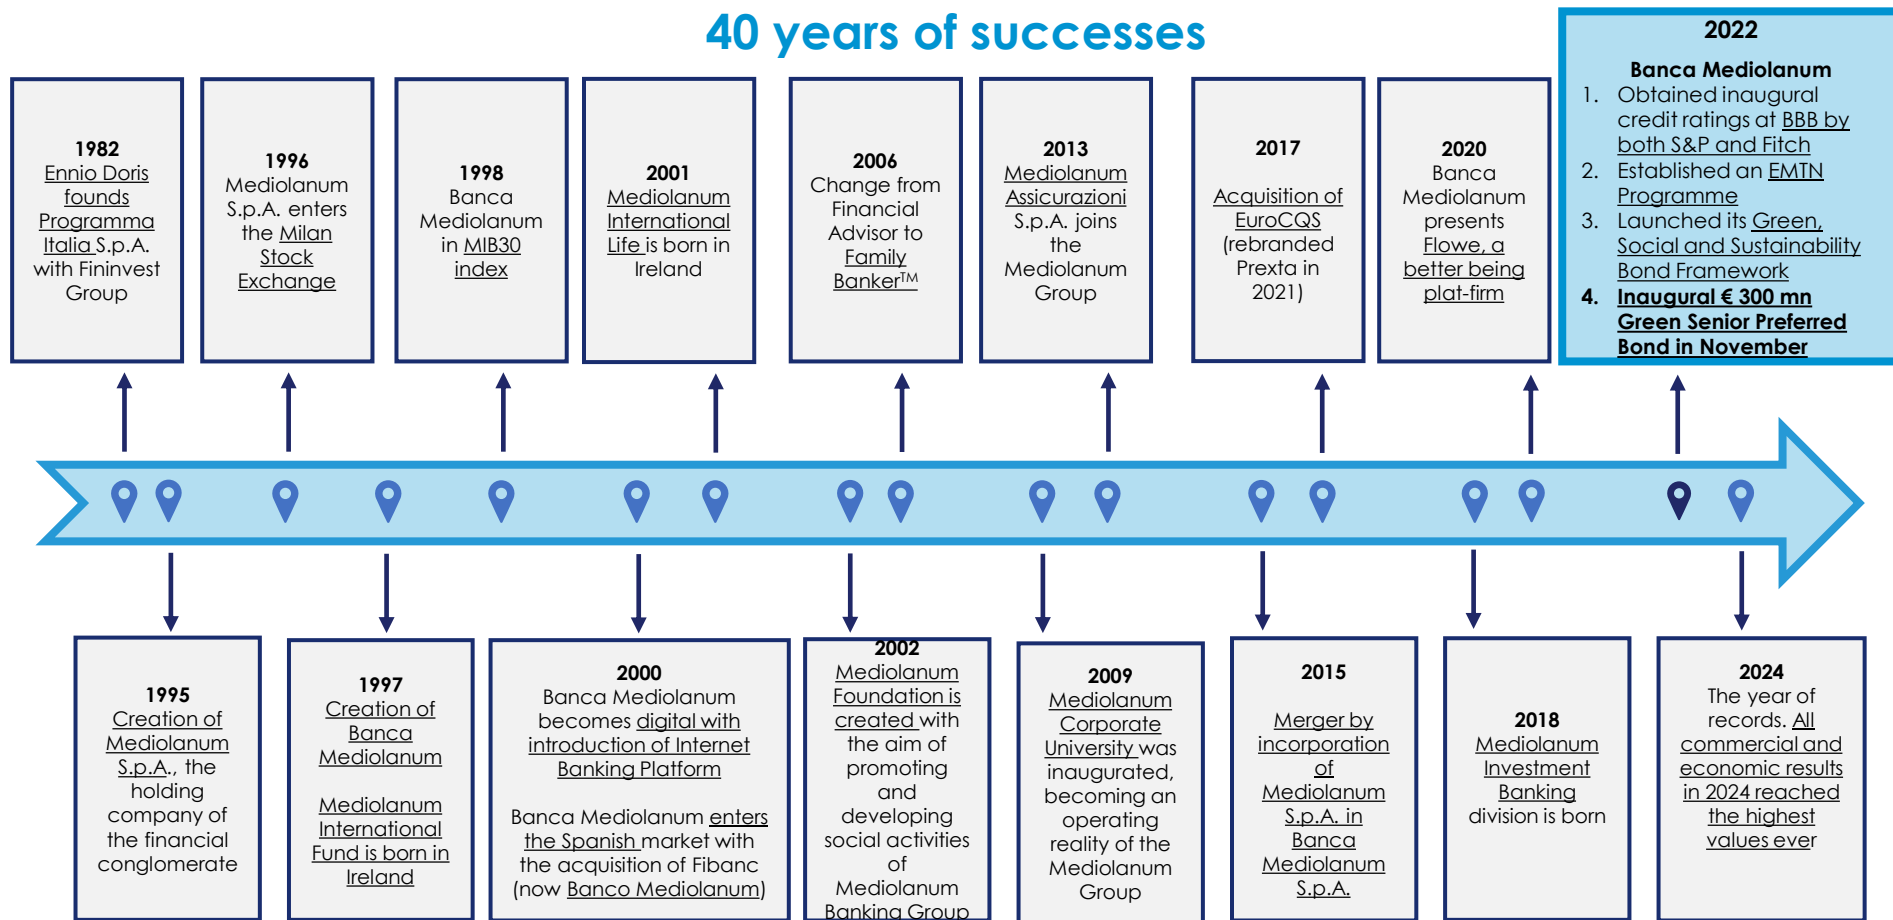 40 years of successes
1982
Ennio Doris
founds
Programma
Italia S.p.A.
with Fininvest
Group
1996
Mediolanum
S.p.A. enters
the Milan
Stock
Exchange
1998
Banca
Mediolanum
in MIB30
index
2001
Mediolanum
International
Life is born in
Ireland
2006
Change from
Financial
Advisor to
Family
Banker™
2013
Mediolanum
Assicurazioni
S.p.A. joins
the
Mediolanum
Group
2017
Acquisition of
EuroCQS
(rebranded
Prexta in
2021)
2020
Banca
Mediolanum
presents
Flowe, a
better being
plat-firm
2022
Banca Mediolanum
1. Obtained inaugural
credit ratings at BBB by
both S&P and Fitch
2. Established an EMTN
Programme
3. Launched its Green,
Social and Sustainability
Bond Framework
4. Inaugural € 300 mn
Green Senior Preferred
Bond in November
1995
Creation of
Mediolanum
S.p.A., the
holding
company of
the financial
conglomerate
1997
Creation of
Banca
Mediolanum
Mediolanum
International
Fund is born in
Ireland
2000
Banca Mediolanum
becomes digital with
introduction of Internet
Banking Platform
Banca Mediolanum enters
the Spanish market with
the acquisition of Fibanc
(now Banco Mediolanum)
2002
Mediolanum
Foundation is
created with
the aim of
promoting
and
developing
social activities
of
Mediolanum
Banking Group
2009
Mediolanum
Corporate
University was
inaugurated,
becoming an
operating
reality of the
Mediolanum
Group
2015
Merger by
incorporation
of
Mediolanum
S.p.A. in
Banca
Mediolanum
S.p.A.
2018
Mediolanum
Investment
Banking
division is born
2024
The year of
records. All
commercial and
economic results
in 2024 reached
the highest
values ever